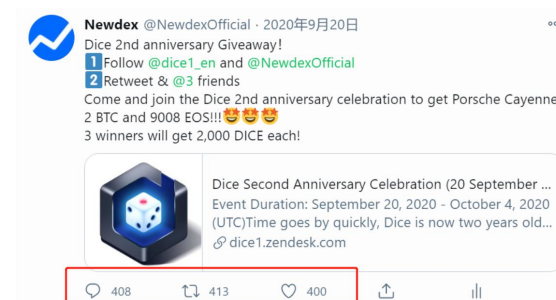 Newdex @NewdexOfficial · 2020年9月20日
Dice 2nd anniversary Giveaway!
1 Follow @dice1_en and @NewdexOfficial
2 Retweet & @3 friends
Come and join the Dice 2nd anniversary celebration to get Porsche Cayenne
2 BTC and 9008 EOS!!!🤩🤩🤩
3 winners will get 2,000 DICE each!
Dice Second Anniversary Celebration (20 September ...
Event Duration: September 20, 2020 - October 4, 2020
(UTC)Time goes by quickly, Dice is now two years old...
dice1.zendesk.com
408 413 400